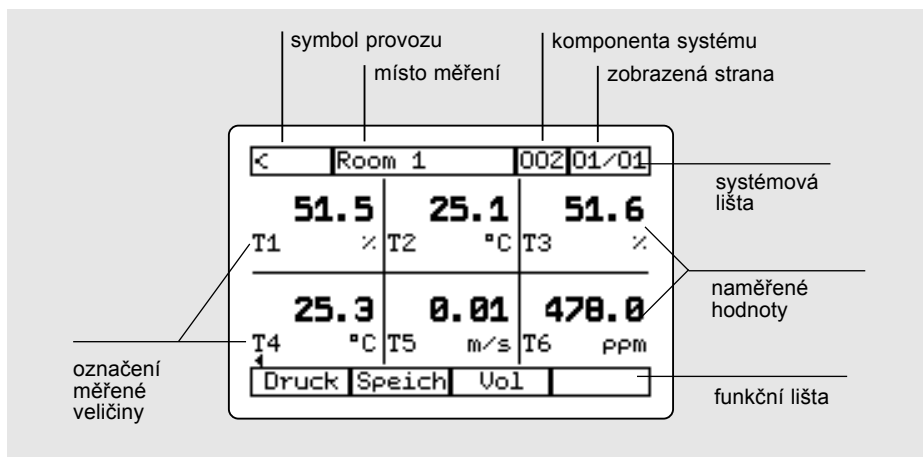 symbol provozu
komponenta systému
místo měření
zobrazená strana
< Room 1 002 01/01
systémová
lišta
51.5 25.1 51.6
T1 % T2 °C T3 %
naměřené
hodnoty
25.3 0.01 478.0
T4 °C T5 m/s T6 ppm
označení
měřené
veličiny
Druck Speich Vol
funkční lišta